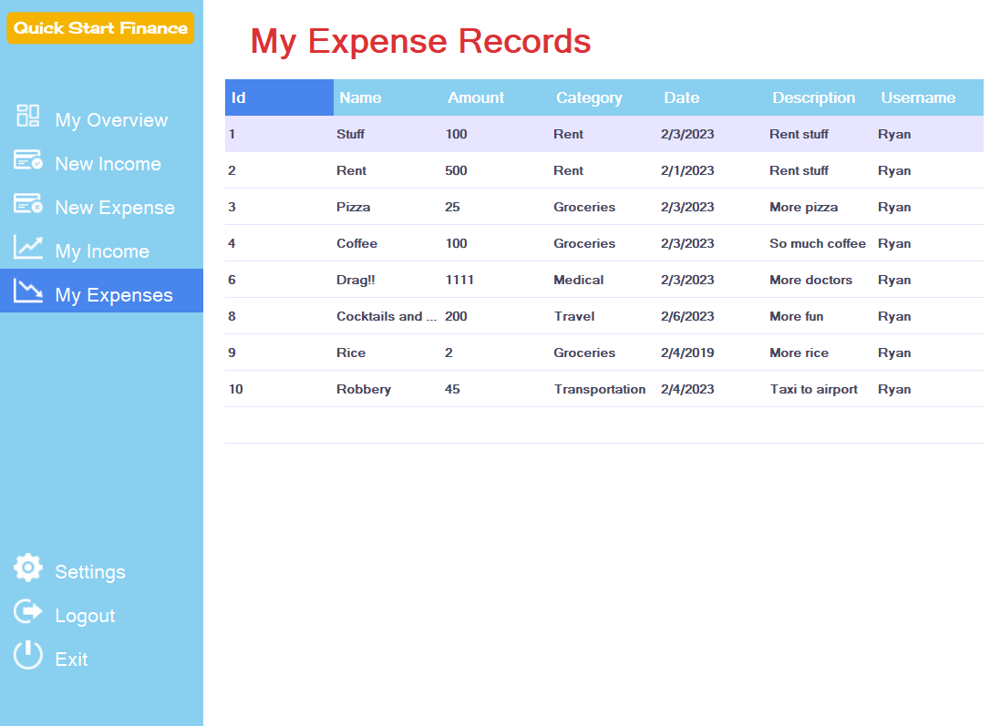 Quick Start Finance
My Overview
New Income
New Expense
My Income
My Expenses
Settings
Logout
Exit
My Expense Records
Id Name Amount Category Date Description Username
1 Stuff 100 Rent 2/3/2023 Rent stuff Ryan
2 Rent 500 Rent 2/1/2023 Rent stuff Ryan
3 Pizza 25 Groceries 2/3/2023 More pizza Ryan
4 Coffee 100 Groceries 2/3/2023 So much coffee Ryan
6 Drag!! 1111 Medical 2/3/2023 More doctors Ryan
8 Cocktails and ... 200 Travel 2/6/2023 More fun Ryan
9 Rice 2 Groceries 2/4/2019 More rice Ryan
10 Robbery 45 Transportation 2/4/2023 Taxi to airport Ryan